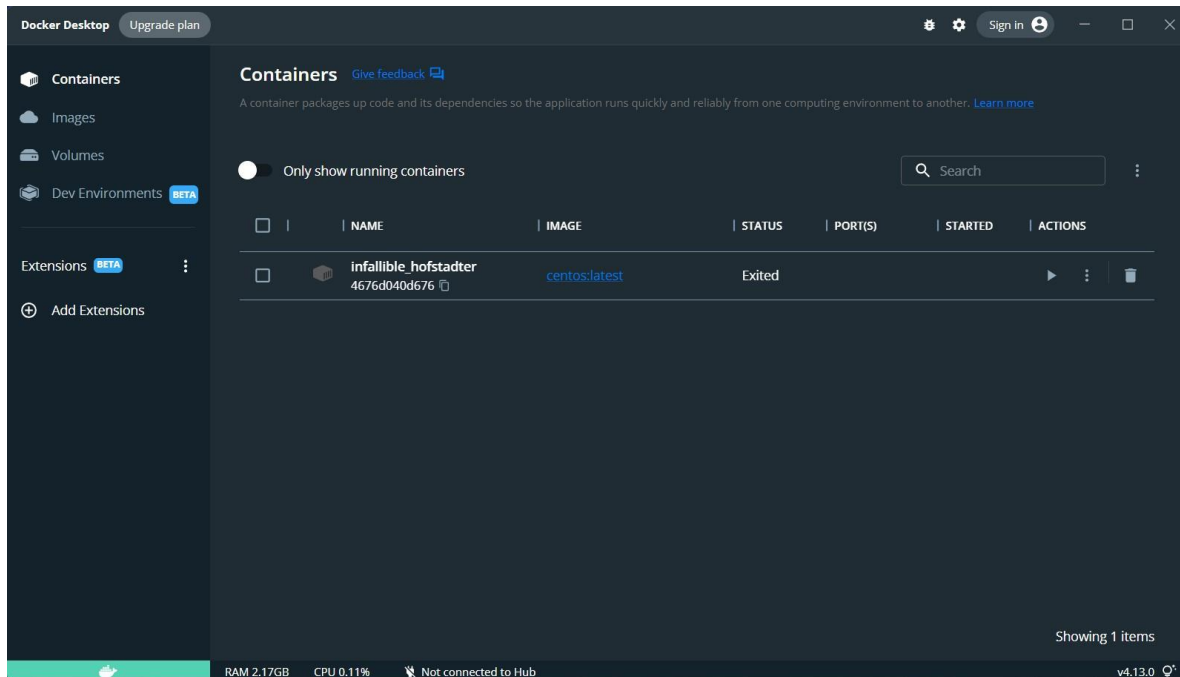 Docker Desktop Upgrade plan Sign in
Containers
Images
Volumes
Dev Environments BETA
Extensions BETA
Add Extensions
Containers Give feedback
A container packages up code and its dependencies so the application runs quickly and reliably from one computing environment to another. Learn more
Only show running containers Search
NAME IMAGE STATUS PORT(S) STARTED ACTIONS
infallible_hofstadter centos:latest Exited
4676d040d676
Showing 1 items
RAM 2.17GB CPU 0.11% Not connected to Hub v4.13.0